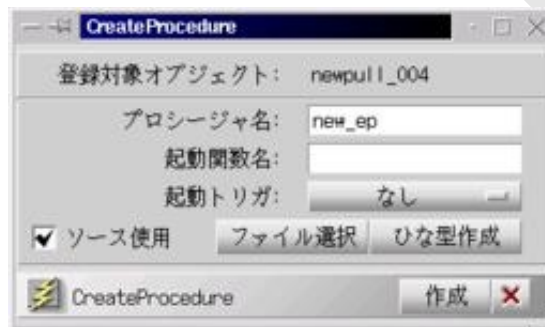 CreateProcedure
登録対象オブジェクト: newpull_004
プロシージャ名: new_ep
起動関数名:
起動トリガ: なし
ソース使用 ファイル選択 ひな型作成
CreateProcedure 作成